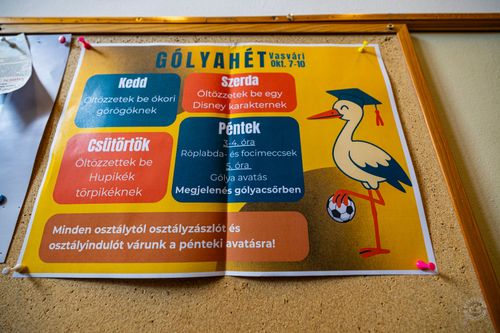 GÓLYAHÉT
Vasvári
Okt. 7-10
Kedd
Öltözzetek be ókori
görögöknek
Szerda
Öltözzetek be egy
Disney karakternek
Csütörtök
Öltözzetek be
Hupikék
törpikéknek
Péntek
3-4. óra
Röplabda- és focimeccsek
5. óra
Gólya avatás
Megjelenés gólyacsőrben
Minden osztálytól osztályzászlót és
osztályindulót várunk a pénteki avatásra!